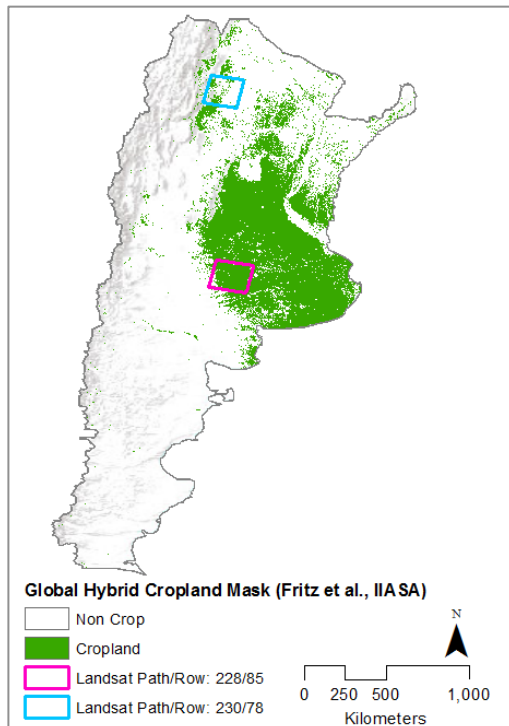 Global Hybrid Cropland Mask (Fritz et al., IIASA)
Non Crop
Cropland
Landsat Path/Row: 228/85
Landsat Path/Row: 230/78
N
0 250 500 1,000
Kilometers